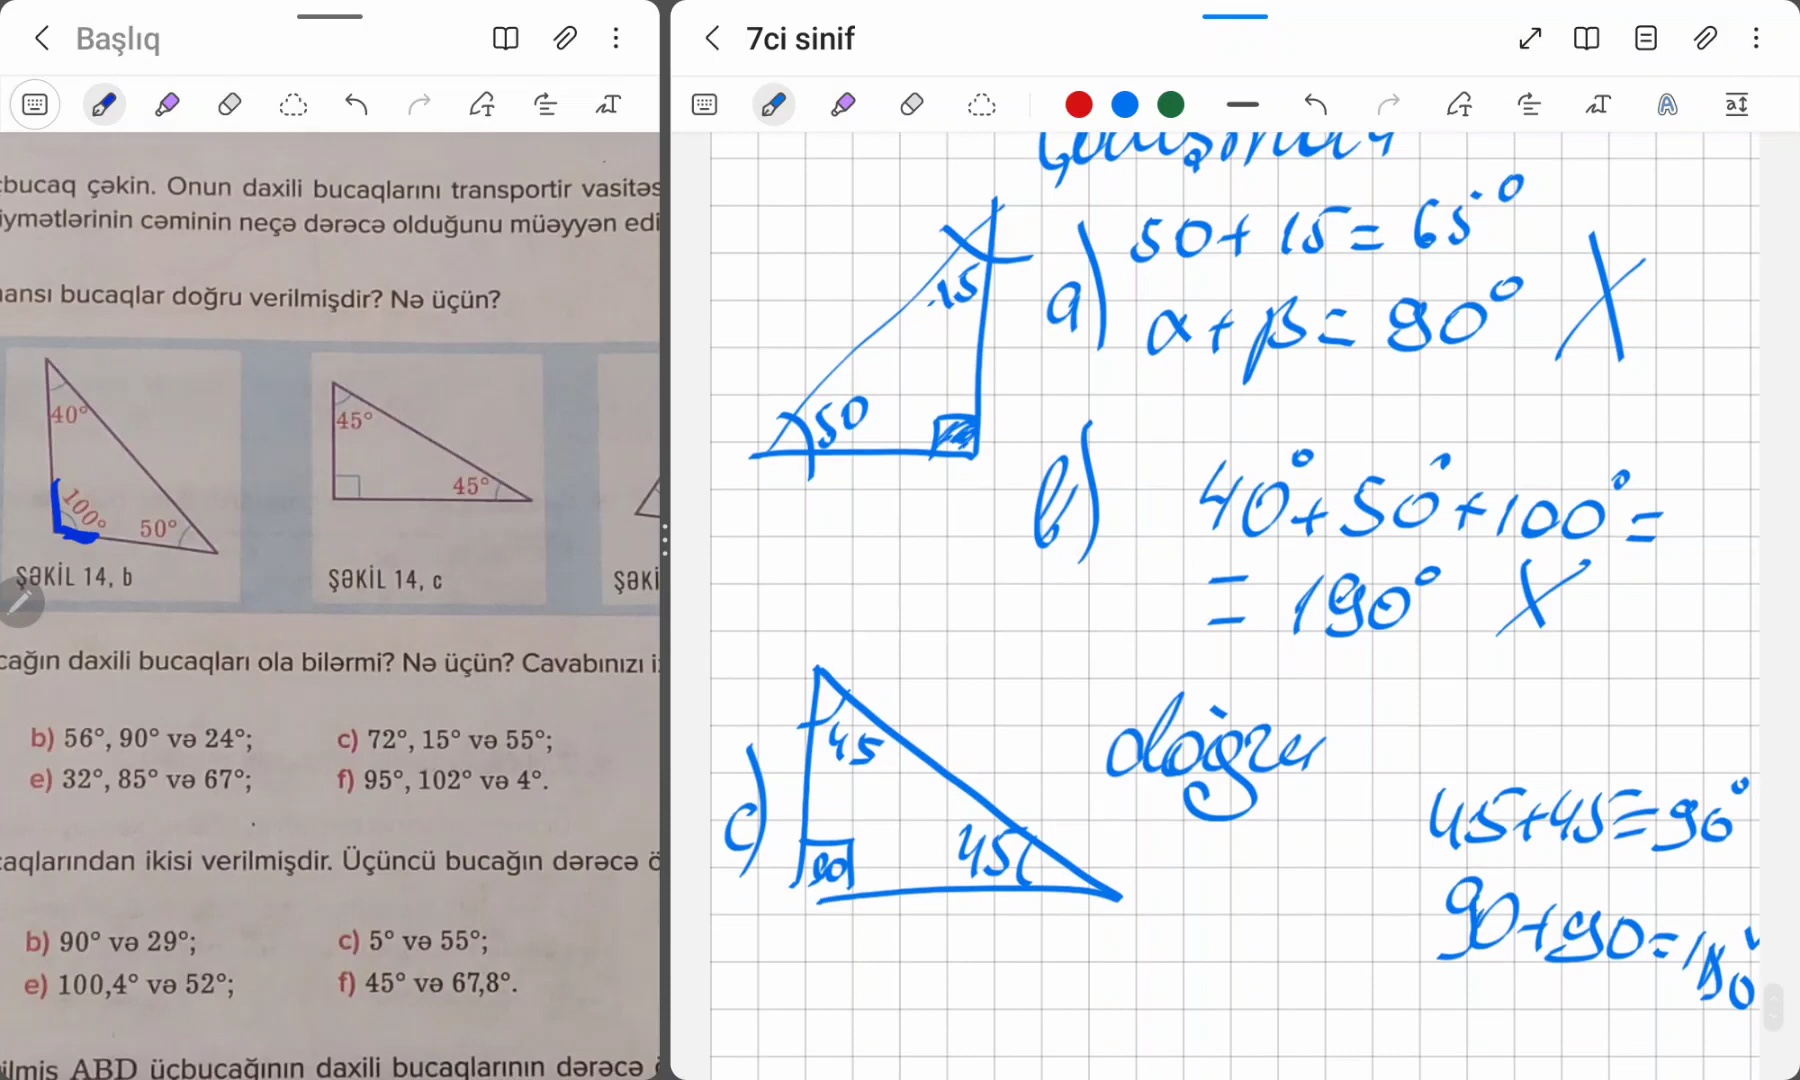 Başlıq
çbucaq çəkin. Onun daxili bucaqlarını transportir vasitəs
iymətlərinin cəminin neçə dərəcə olduğunu müəyyən edi
hansı bucaqlar doğru verilmişdir? Nə üçün?
40°
100°
50°
45°
45°
ŞƏKİL 14, b
ŞƏKİL 14, c
ŞƏKİ
cağın daxili bucaqları ola bilərmi? Nə üçün? Cavabınızı i
b) 56°, 90° və 24°;
c) 72°, 15° və 55°;
e) 32°, 85° və 67°;
f) 95°, 102° və 4°.
caqlarından ikisi verilmişdir. Üçüncü bucağın dərəcə ö
b) 90° və 29°;
c) 5° və 55°;
e) 100,4° və 52°;
f) 45° və 67,8°.
ilmiş ABD üçbucağının daxili bucaqlarının dərəcə
7ci sinif
15
50
a) 50+15=65°
α+β=90° X
b) 40°+50°+100°=
=190° X
c)
45
90
45
doğru
45+45=90°
90+90=180°